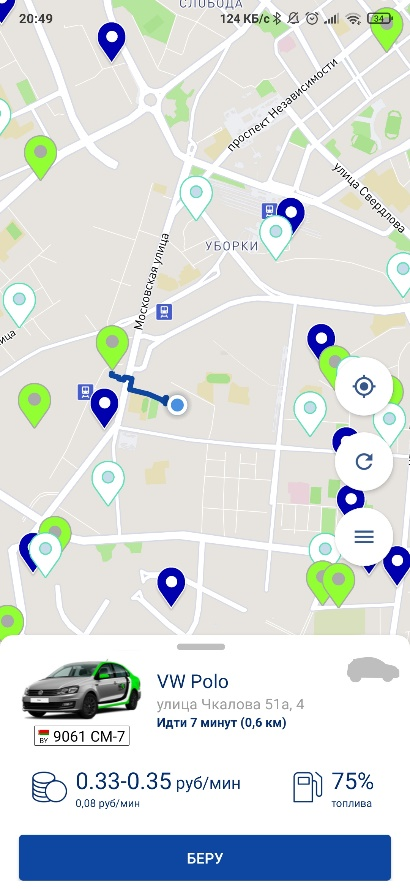 СЛОБОДА
20:49
124 КБ/с
34
проспект Независимости
улица Свердлова
УБОРКИ
Московская улица
ица
VW Polo
улица Чкалова 51а, 4
Идти 7 минут (0,6 км)
BY 9061 CM-7
0.33-0.35 руб/мин
0,08 руб/мин
75%
топлива
БЕРУ